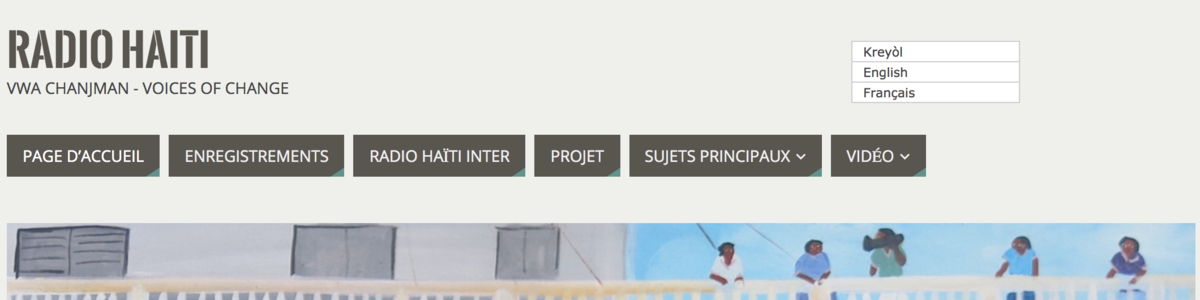 RADIO HAITI
VWA CHANJMAN - VOICES OF CHANGE
Kreyòl
English
Français
PAGE D'ACCUEIL ENREGISTREMENTS RADIO HAÏTI INTER PROJET SUJETS PRINCIPAUX VIDÉO